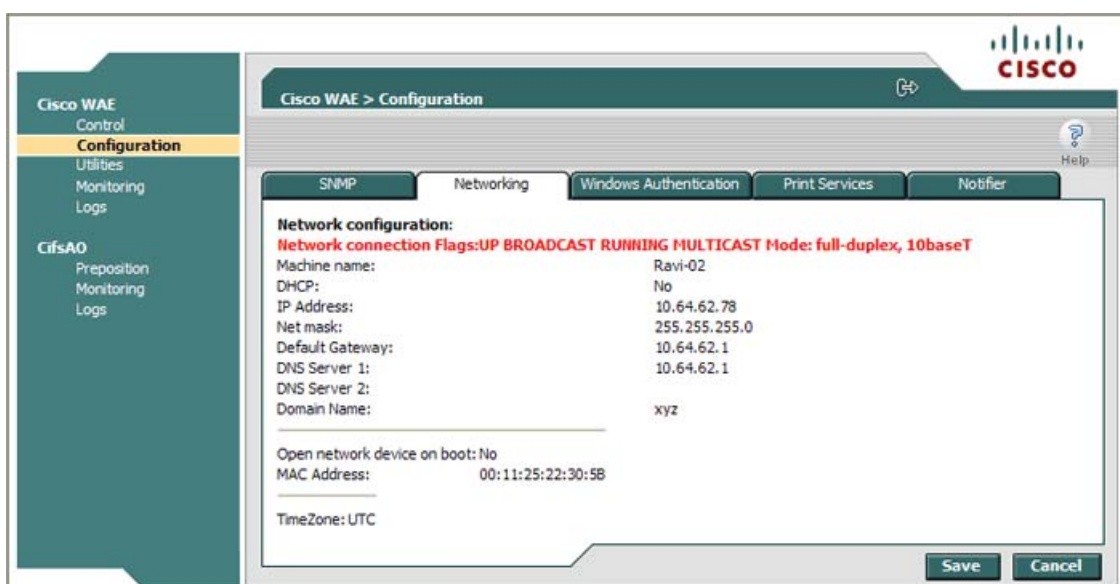 CISCO
Cisco WAE
Control
Configuration
Utilities
Monitoring
Logs
CifsAO
Preposition
Monitoring
Logs
Cisco WAE > Configuration
Help
SNMP
Networking
Windows Authentication
Print Services
Notifier
Network configuration:
Network connection Flags:UP BROADCAST RUNNING MULTICAST Mode: full-duplex, 10baseT
Machine name: Ravi-02
DHCP: No
IP Address: 10.64.62.78
Net mask: 255.255.255.0
Default Gateway: 10.64.62.1
DNS Server 1: 10.64.62.1
DNS Server 2:
Domain Name: xyz
Open network device on boot: No
MAC Address: 00:11:25:22:30:5B
TimeZone: UTC
Save
Cancel